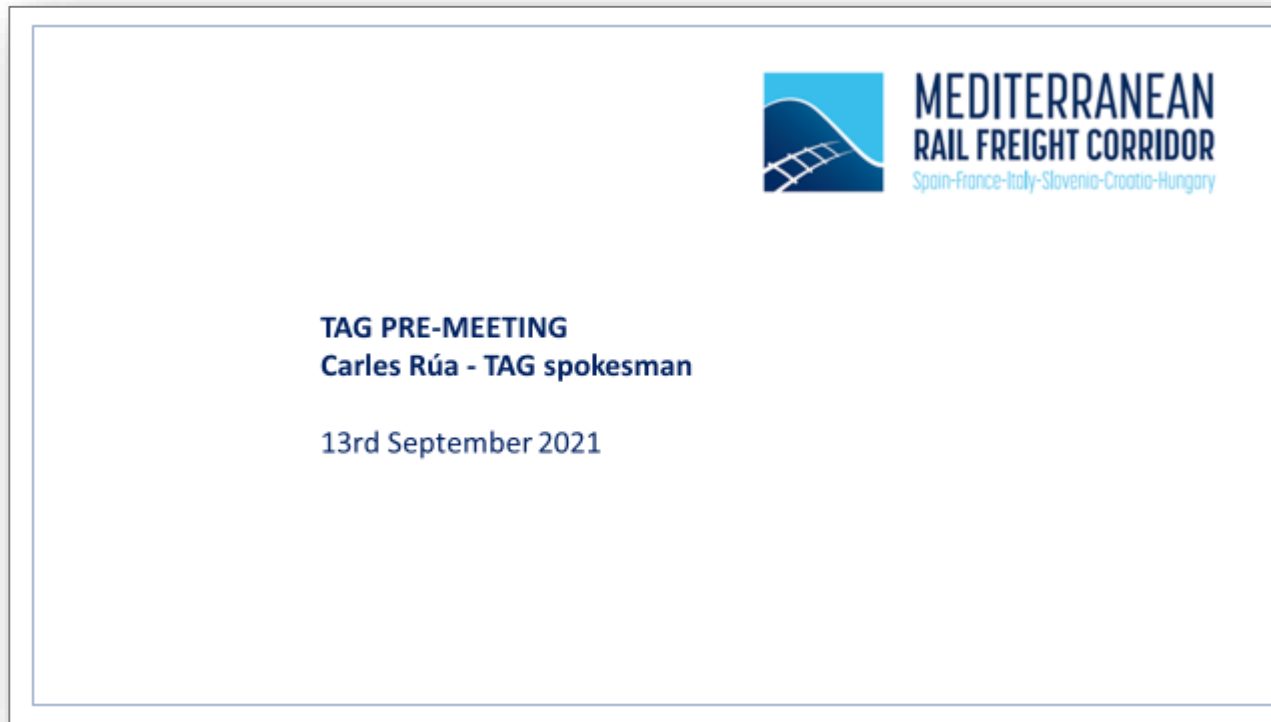 MEDITERRANEAN
RAIL FREIGHT CORRIDOR
Spain-France-Italy-Slovenia-Croatia-Hungary
TAG PRE-MEETING
Carles Rúa - TAG spokesman
13rd September 2021